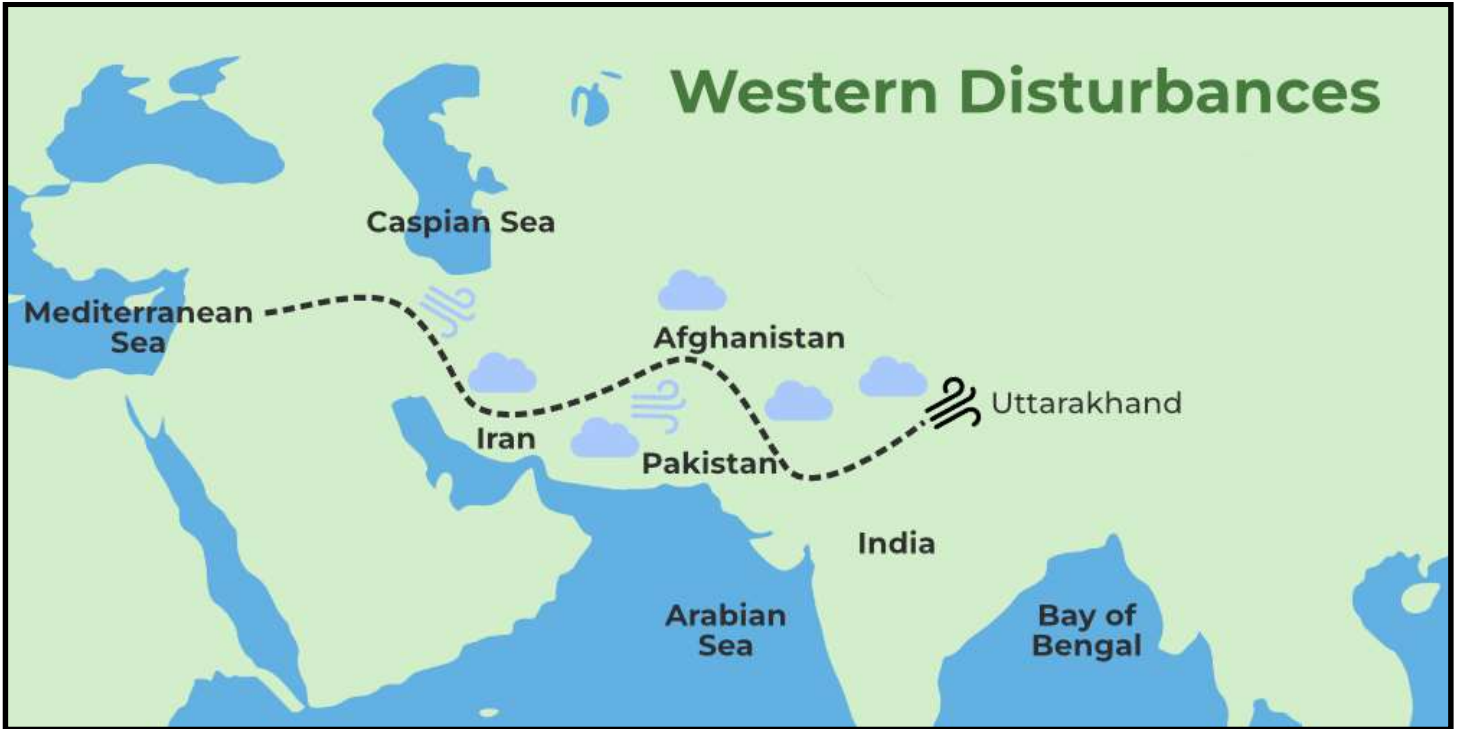 Western Disturbances
Caspian Sea
Mediterranean
Sea
Afghanistan
Uttarakhand
Iran
Pakistan
India
Arabian
Sea
Bay of
Bengal